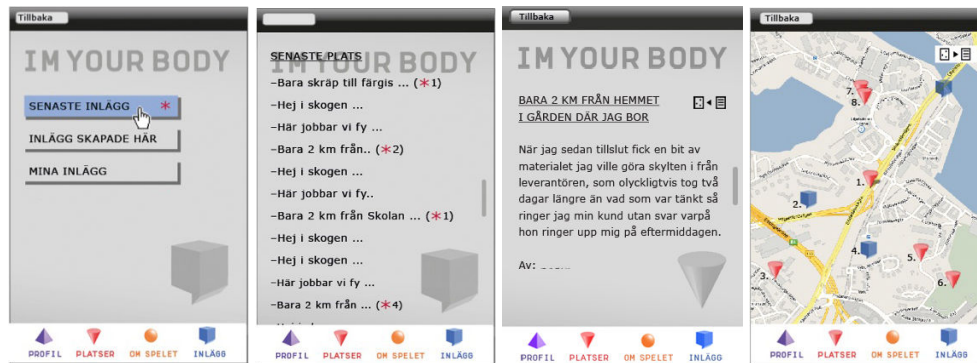 Tillbaka
IM YOUR BODY
SENASTE INLÄGG *
INLÄGG SKAPADE HÄR
MINA INLÄGG
PROFIL PLATSER OM SPELET INLÄGG
IM YOUR BODY
SENASTE PLATS
-Bara skräp till färgis ... (*1)
-Hej i skogen ...
-Här jobbar vi fy ...
-Bara 2 km från.. (*2)
-Hej i skogen ...
-Här jobbar vi fy..
-Bara 2 km från Skolan ... (*1)
-Hej i skogen ...
-Hej i skogen ...
-Här jobbar vi fy ...
-Bara 2 km från ... (*4)
PROFIL PLATSER OM SPELET INLÄGG
Tillbaka
IM YOUR BODY
BARA 2 KM FRÅN HEMMET
I GÅRDEN DÄR JAG BOR
När jag sedan tillslut fick en bit av
materialet jag ville göra skylten i från
leverantören, som olyckligtvis tog två
dagar längre än vad som var tänkt så
ringer jag min kund utan svar varpå
hon ringer upp mig på eftermiddagen.
Av:
PROFIL PLATSER OM SPELET INLÄGG
Tillbaka
7.
8.
1.
2.
4.
5.
3.
6.
PROFIL PLATSER OM SPELET INLÄGG